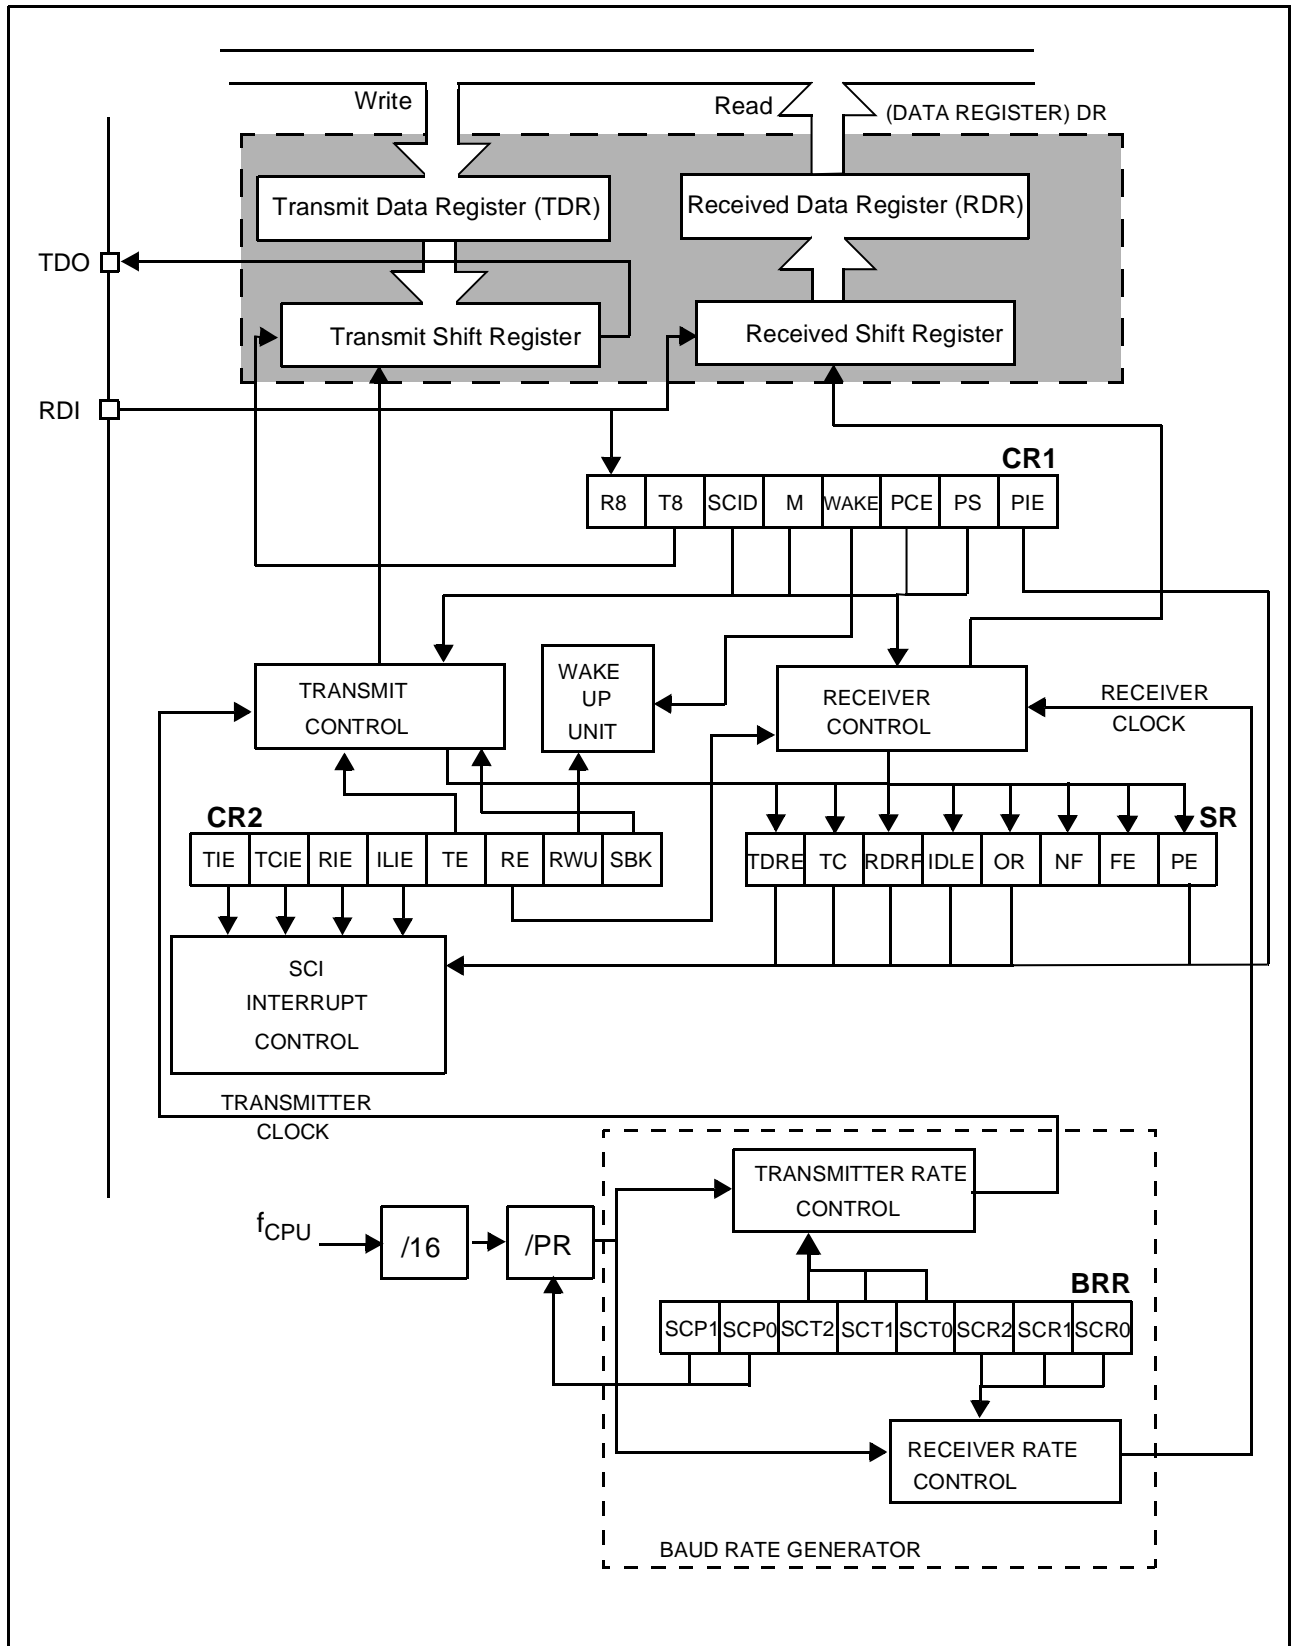 Write
Read
(DATA REGISTER) DR
Transmit Data Register (TDR)
Received Data Register (RDR)
TDO
Transmit Shift Register
Received Shift Register
RDI
CR1
R8 T8 SCID M WAKE PCE PS PIE
TRANSMIT
CONTROL
WAKE
UP
UNIT
RECEIVER
CONTROL
RECEIVER
CLOCK
CR2
TIE TCIE RIE ILIE TE RE RWU SBK
SR
TDRE TC RDRF IDLE OR NF FE PE
SCI
INTERRUPT
CONTROL
TRANSMITTER
CLOCK
TRANSMITTER RATE
CONTROL
fCPU
/16
/PR
BRR
SCP1 SCP0 SCT2 SCT1 SCT0 SCR2 SCR1 SCR0
RECEIVER RATE
CONTROL
BAUD RATE GENERATOR